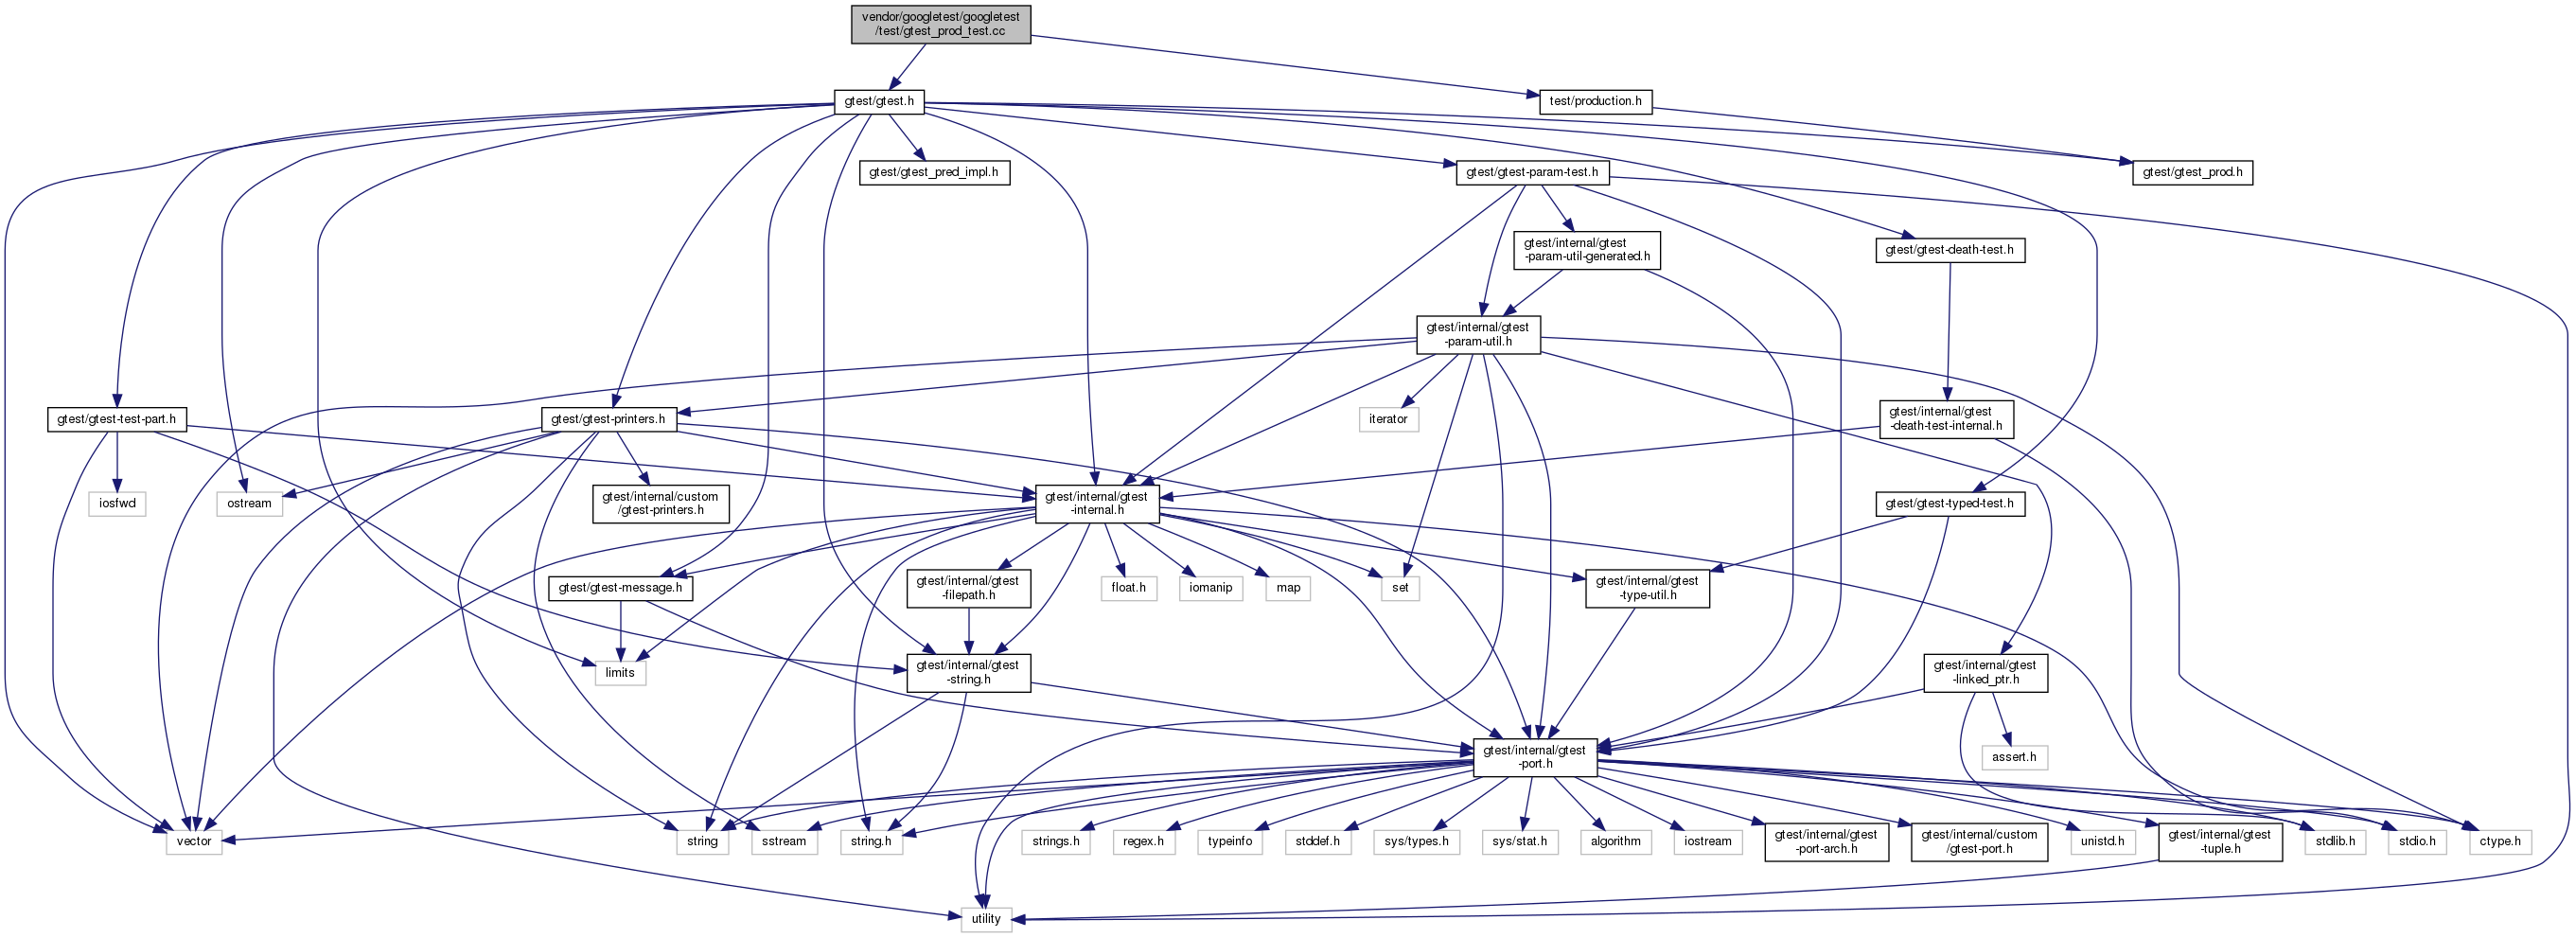 vendor/googletest/googletest
/test/gtest_prod_test.cc
gtest/gtest.h
test/production.h
gtest/gtest_pred_impl.h
gtest/gtest-param-test.h
gtest/gtest_prod.h
gtest/internal/gtest
-param-util-generated.h
gtest/gtest-death-test.h
gtest/internal/gtest
-param-util.h
gtest/gtest-test-part.h
gtest/gtest-printers.h
iterator
gtest/internal/gtest
-death-test-internal.h
iosfwd
ostream
gtest/internal/custom
/gtest-printers.h
gtest/internal/gtest
-internal.h
gtest/gtest-typed-test.h
gtest/gtest-message.h
gtest/internal/gtest
-filepath.h
float.h
iomanip
map
set
gtest/internal/gtest
-type-util.h
limits
gtest/internal/gtest
-string.h
gtest/internal/gtest
-linked_ptr.h
gtest/internal/gtest
-port.h
assert.h
vector
string
sstream
string.h
strings.h
regex.h
typeinfo
stddef.h
sys/types.h
sys/stat.h
algorithm
iostream
gtest/internal/gtest
-port-arch.h
gtest/internal/custom
/gtest-port.h
unistd.h
gtest/internal/gtest
-tuple.h
stdlib.h
stdio.h
ctype.h
utility